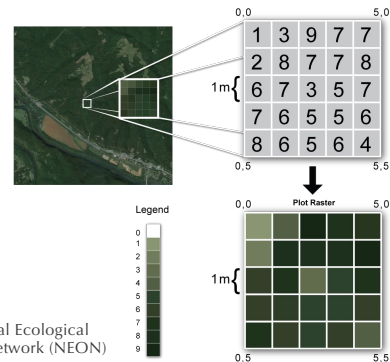 0,0 5,0
1 3 9 7 7
2 8 7 7 8
1m{ 6 7 3 5 7
7 6 5 5 6
8 6 5 6 4
0,5 5,5
Plot Raster
0,0 5,0
1m{
0,5 5,5
Legend
0
1
2
3
4
5
6
7
8
9
al Ecological
etwork (NEON)